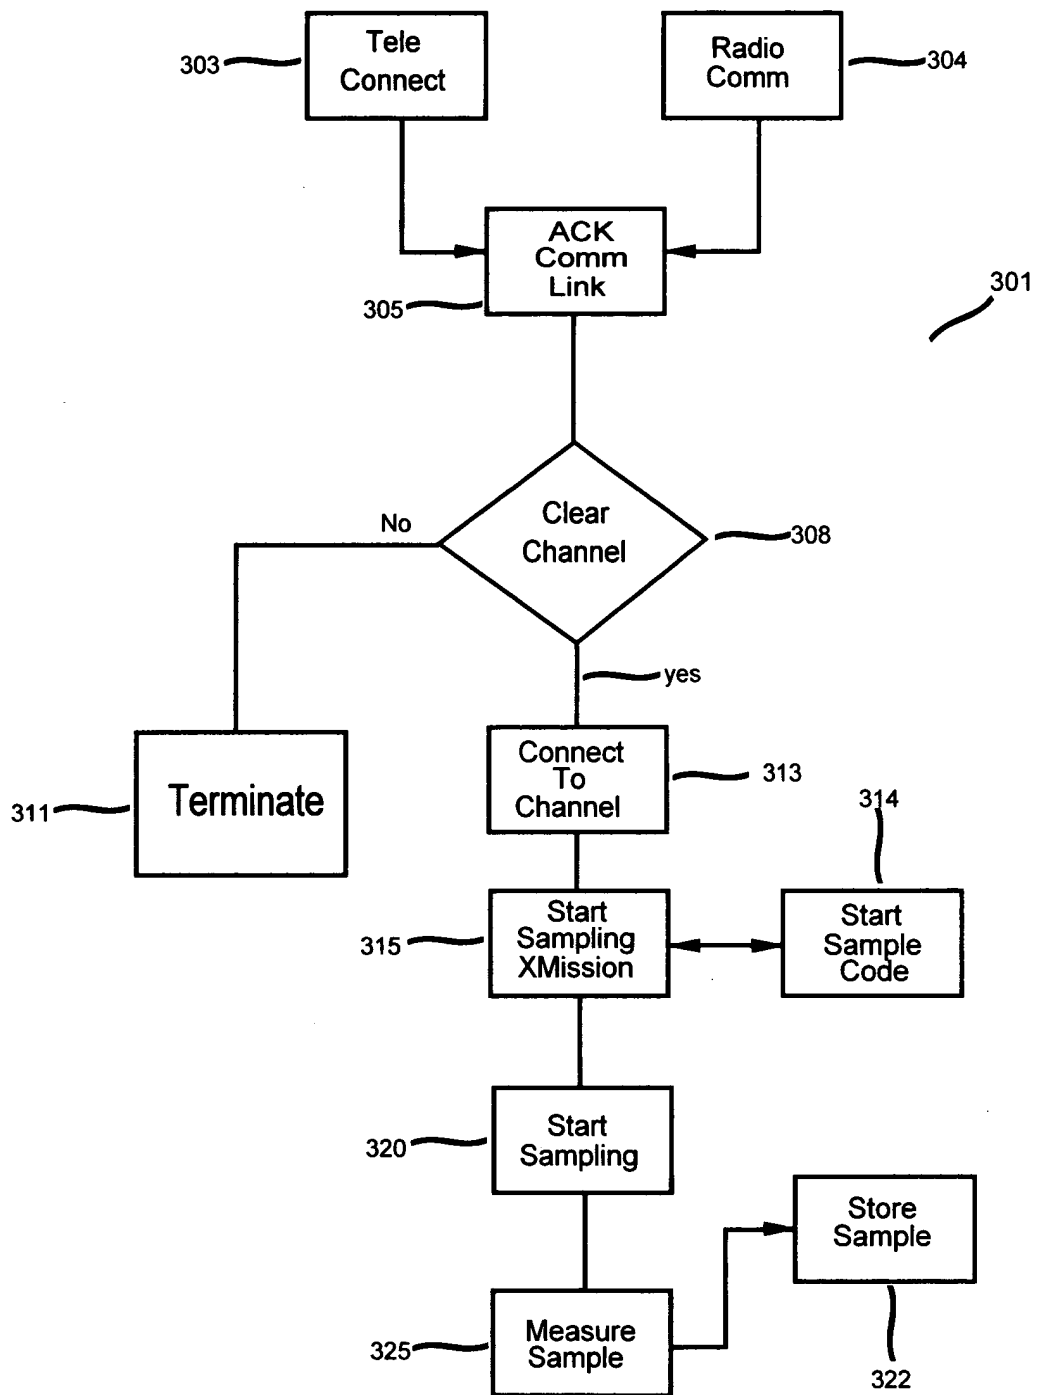 303
Tele
Connect
Radio
Comm
304
ACK
Comm
Link
305
301
No
Clear
Channel
308
yes
311
Terminate
Connect
To
Channel
313
314
315
Start
Sampling
XMission
Start
Sample
Code
320
Start
Sampling
Store
Sample
325
Measure
Sample
322